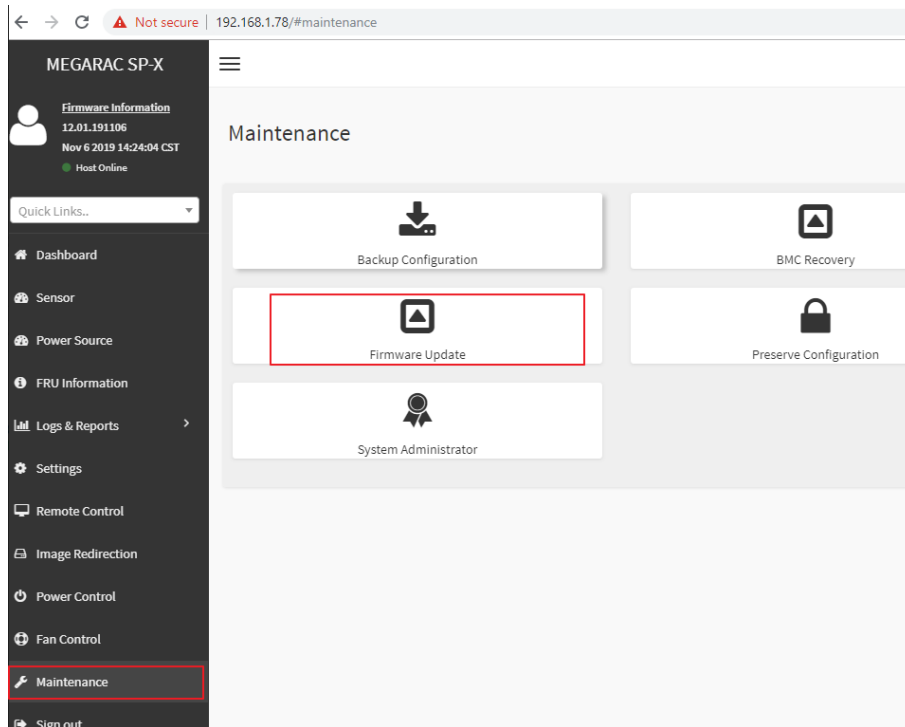 Not secure
192.168.1.78/#maintenance
MEGARAC SP-X
Firmware Information
12.01.191106
Nov 6 2019 14:24:04 CST
Host Online
Quick Links..
Dashboard
Sensor
Power Source
FRU Information
Logs & Reports
Settings
Remote Control
Image Redirection
Power Control
Fan Control
Maintenance
Sign out
Maintenance
Backup Configuration
BMC Recovery
Firmware Update
Preserve Configuration
System Administrator